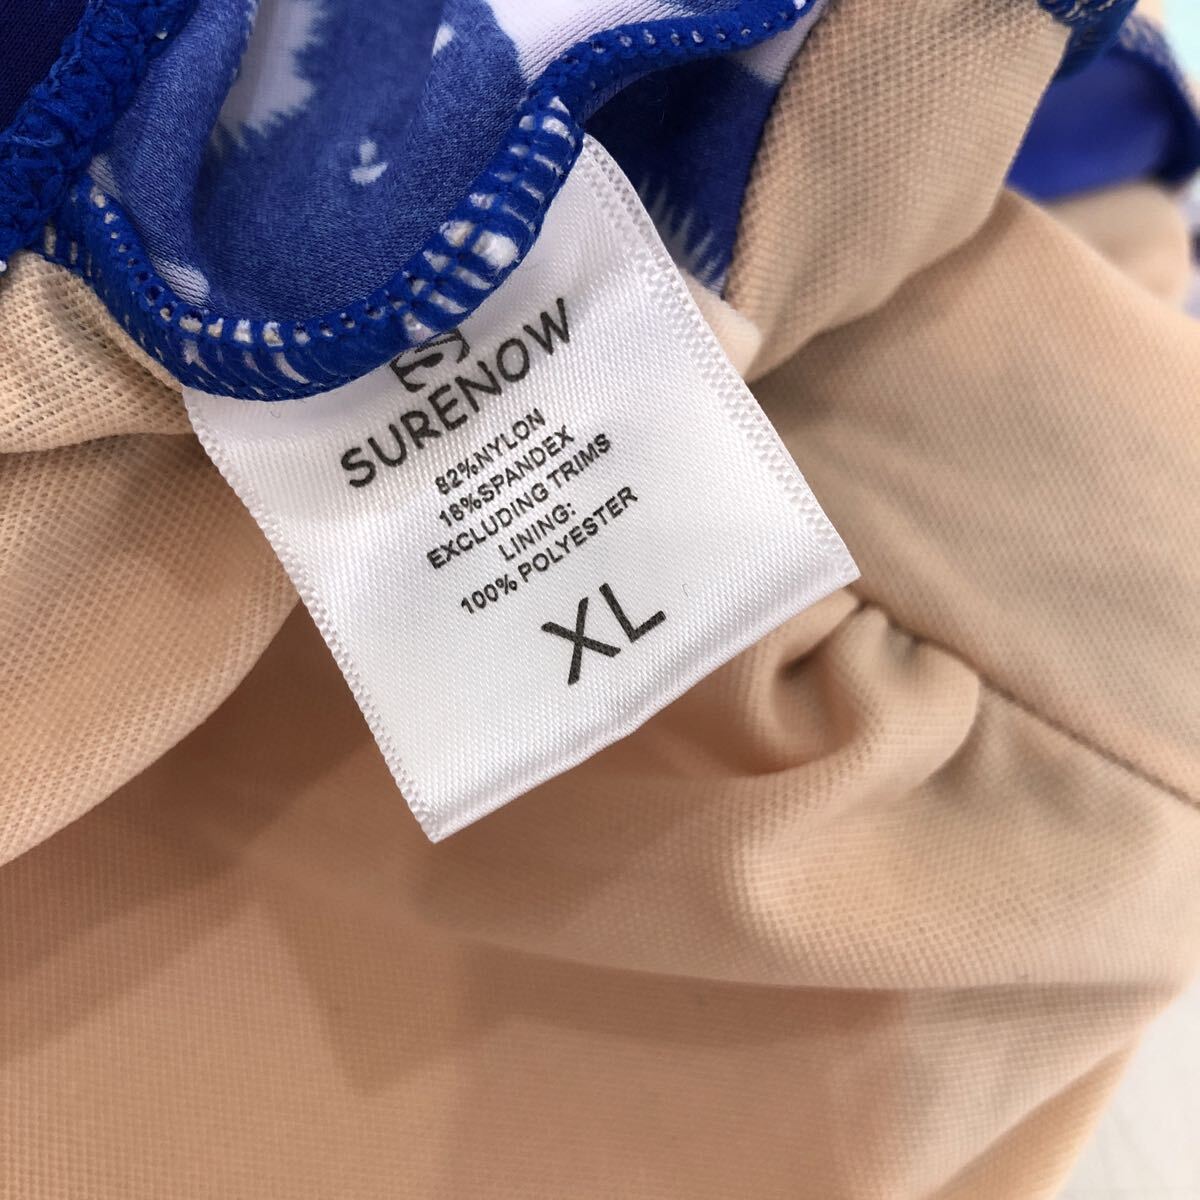 SURENOW
82%NYLON
18%SPANDEX
EXCLUDING TRIMS
LINING:
100% POLYESTER
XL